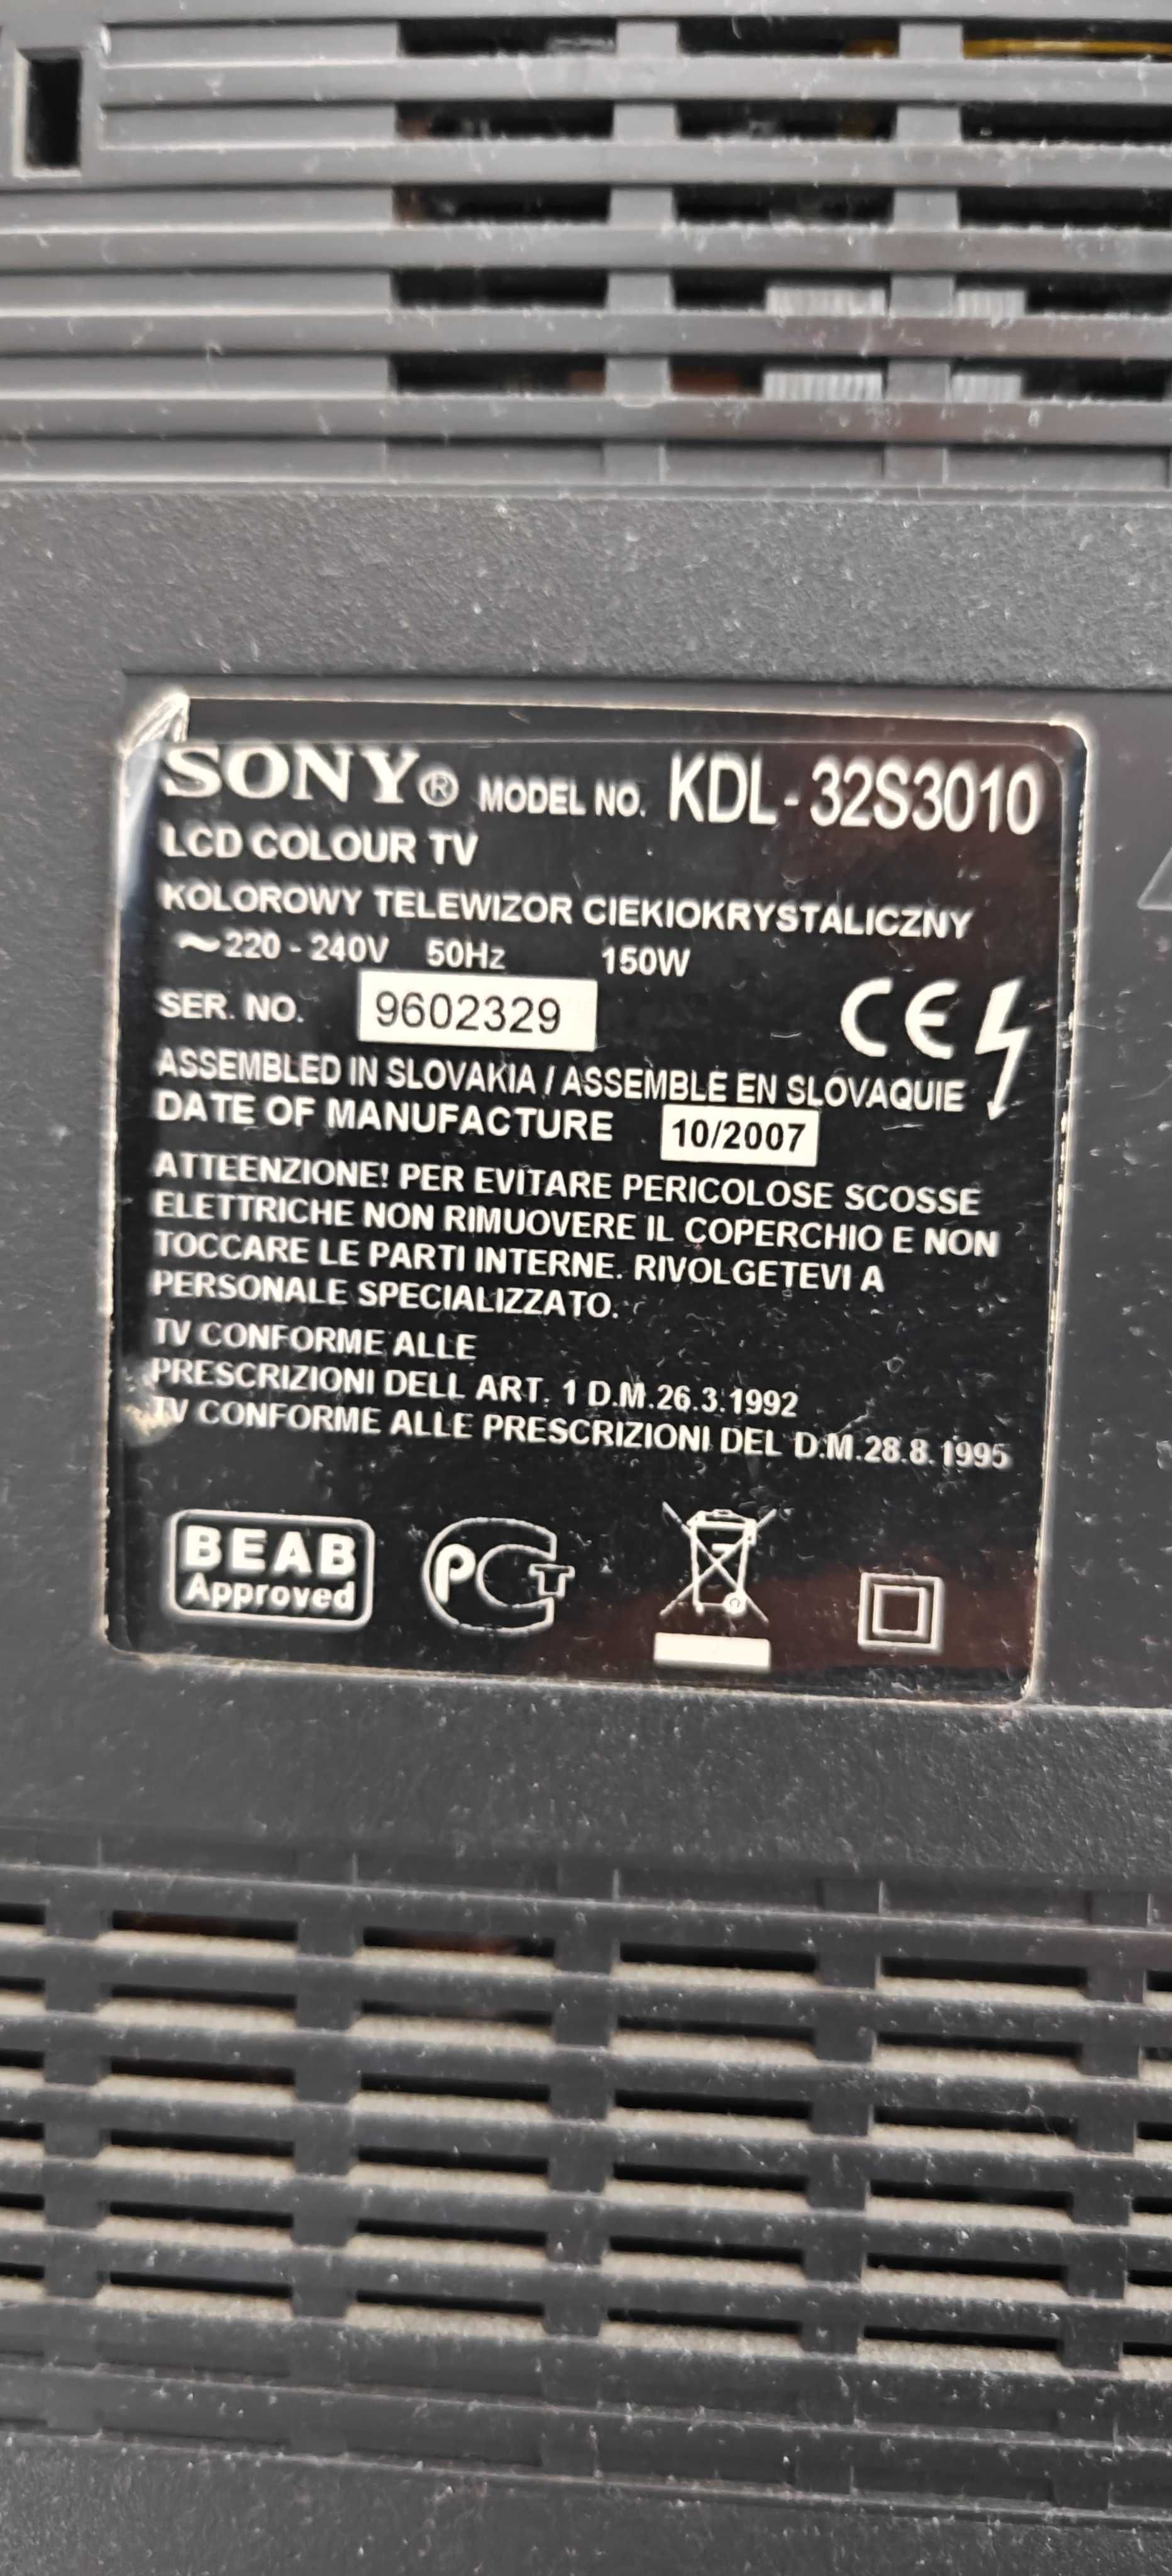 SONY® MODEL NO. KDL-32S3010
LCD COLOUR TV
KOLOROWY TELEWIZOR CIEKIOKRYSTALICZNY
~220 - 240V 50Hz 150W
SER. NO. 9602329
CE
ASSEMBLED IN SLOVAKIA / ASSEMBLE EN SLOVAQUIE
DATE OF MANUFACTURE 10/2007
ATTEENZIONE! PER EVITARE PERICOLOSE SCOSSE
ELETTRICHE NON RIMUOVERE IL COPERCHIO E NON
TOCCARE LE PARTI INTERNE. RIVOLGETEVI A
PERSONALE SPECIALIZZATO.
TV CONFORME ALLE
PRESCRIZIONI DELL ART. 1 D.M.26.3.1992
TV CONFORME ALLE PRESCRIZIONI DEL D.M.28.8.1995
BEAB
Approved
PCT